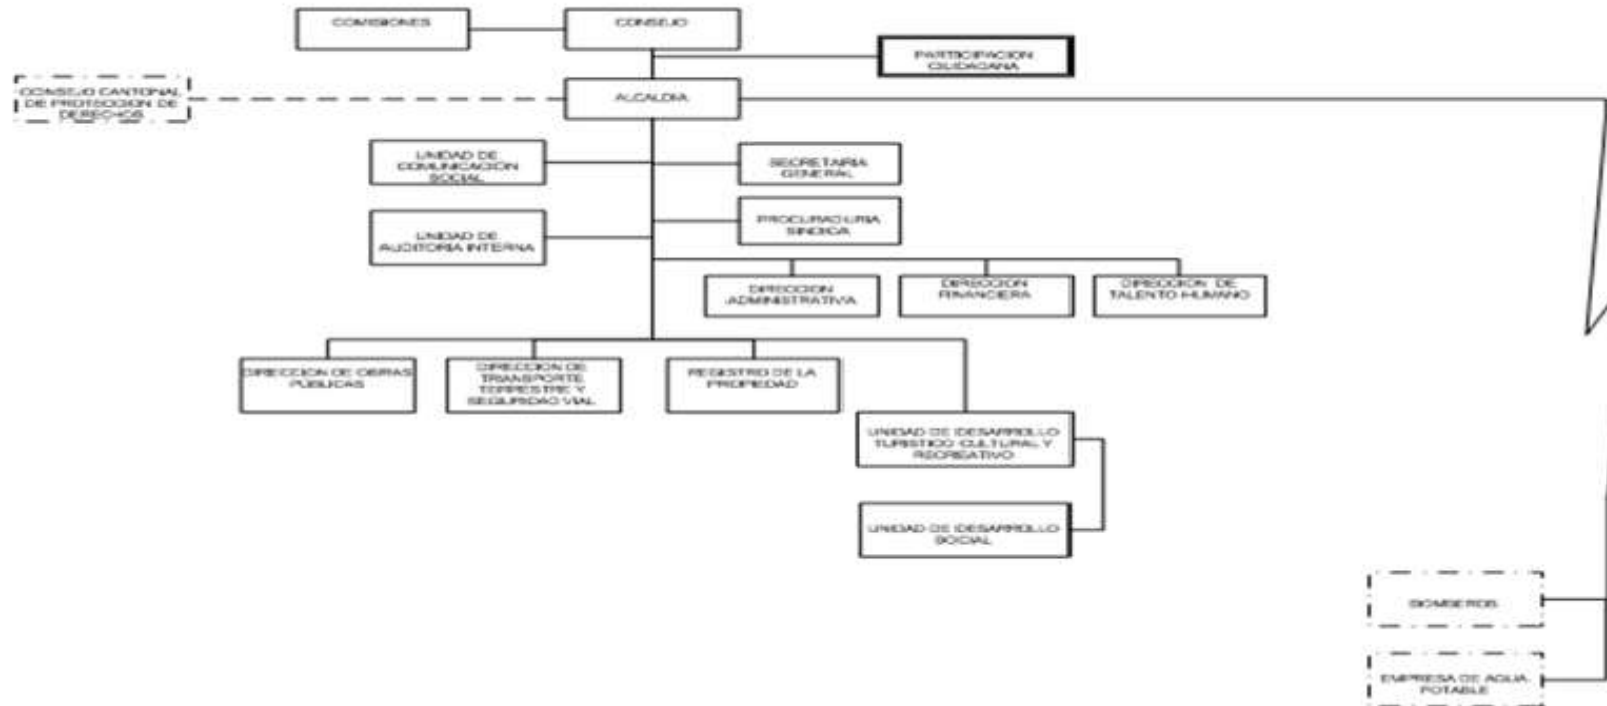 COMISIONES
CONSEJO
PARTICIPACION
CIUDADANA
CONSEJO CANTONAL
DE PROTECCION DE
DERECHOS
ALCALDIA
UNIDAD DE
COMUNICACIÓN
SOCIAL
SECRETARIA
GENERAL
UNIDAD DE
AUDITORIA INTERNA
PROCURADURIA
SINDICA
DIRECCION
ADMINISTRATIVA
DIRECCION
FINANCIERA
DIRECCION DE
TALENTO HUMANO
DIRECCION DE OBRAS
PÚBLICAS
DIRECCION DE
TRANSPORTE
TERRESTRE Y
SEGURIDAD VIAL
REGISTRO DE LA
PROPIEDAD
UNIDAD DE DESARROLLO
TURISTICO CULTURAL Y
RECREATIVO
UNIDAD DE DESARROLLO
SOCIAL
BOMBEROS
EMPRESA DE AGUA
POTABLE